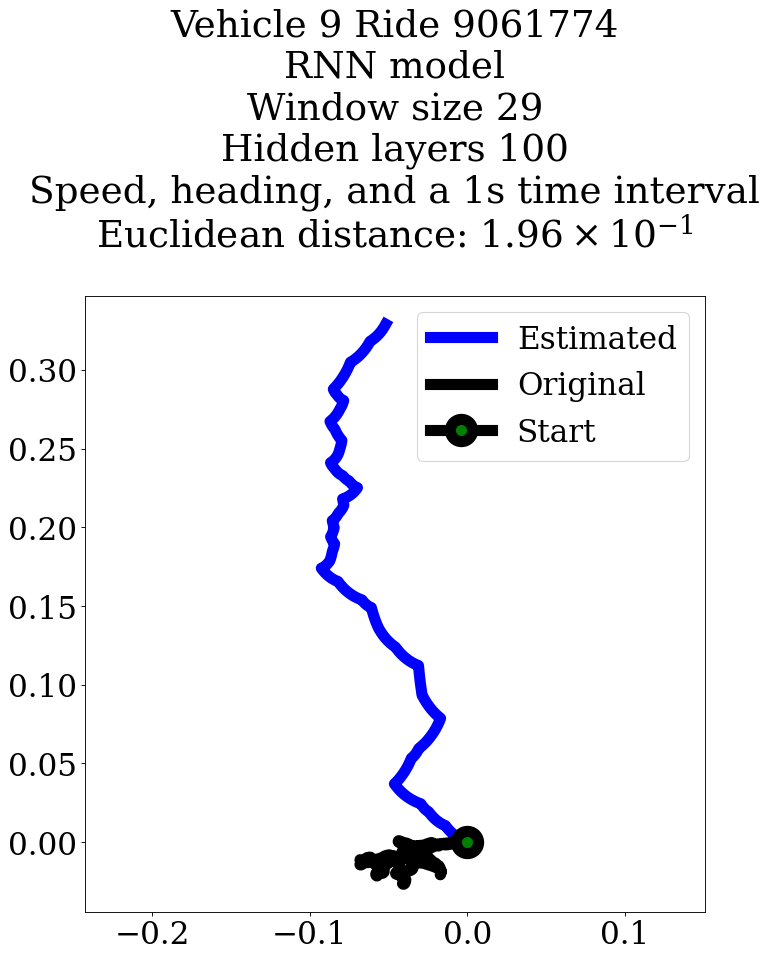 Vehicle 9 Ride 9061774
RNN model
Window size 29
Hidden layers 100
Speed, heading, and a 1s time interval
Euclidean distance: 1.96 × 10⁻¹
Estimated
Original
Start
0.30
0.25
0.20
0.15
0.10
0.05
0.00
−0.2
−0.1
0.0
0.1